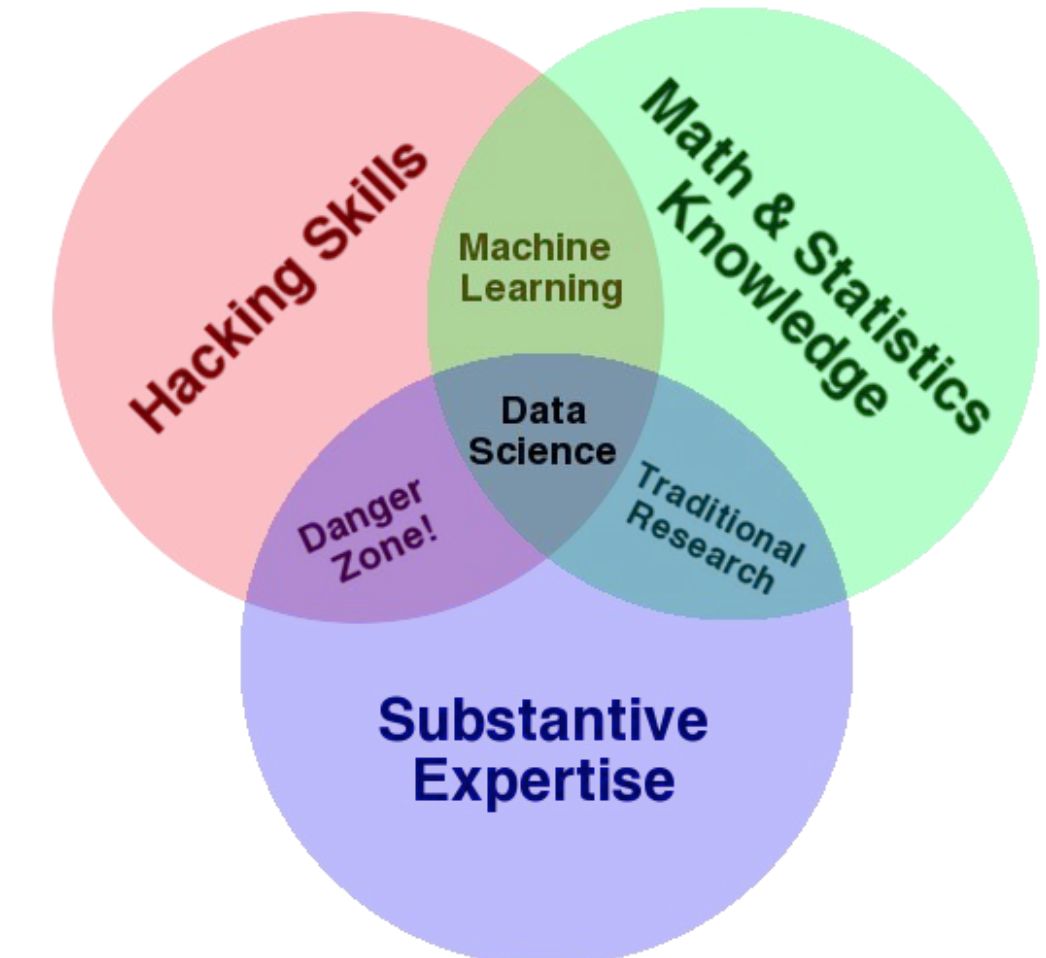 Hacking Skills
Math & Statistics
Knowledge
Machine
Learning
Data
Science
Danger
Zone!
Traditional
Research
Substantive
Expertise